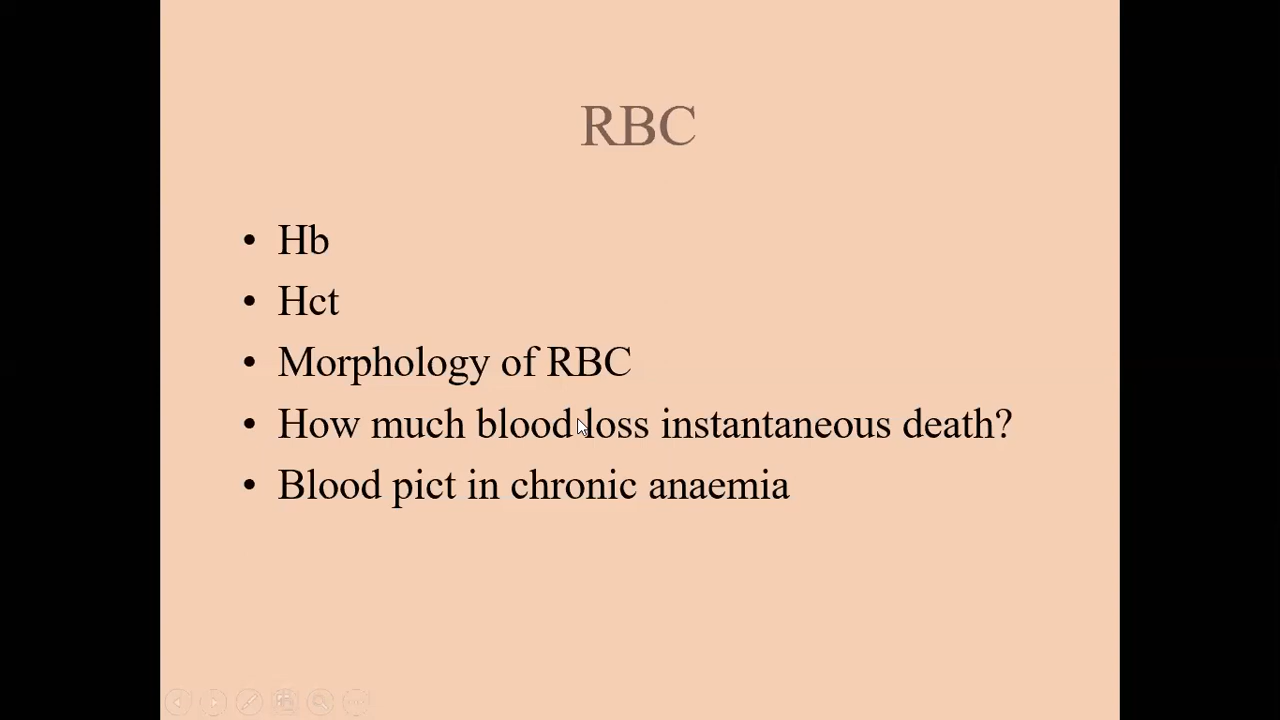 RBC
• Hb
• Hct
• Morphology of RBC
• How much blood loss instantaneous death?
• Blood pict in chronic anaemia